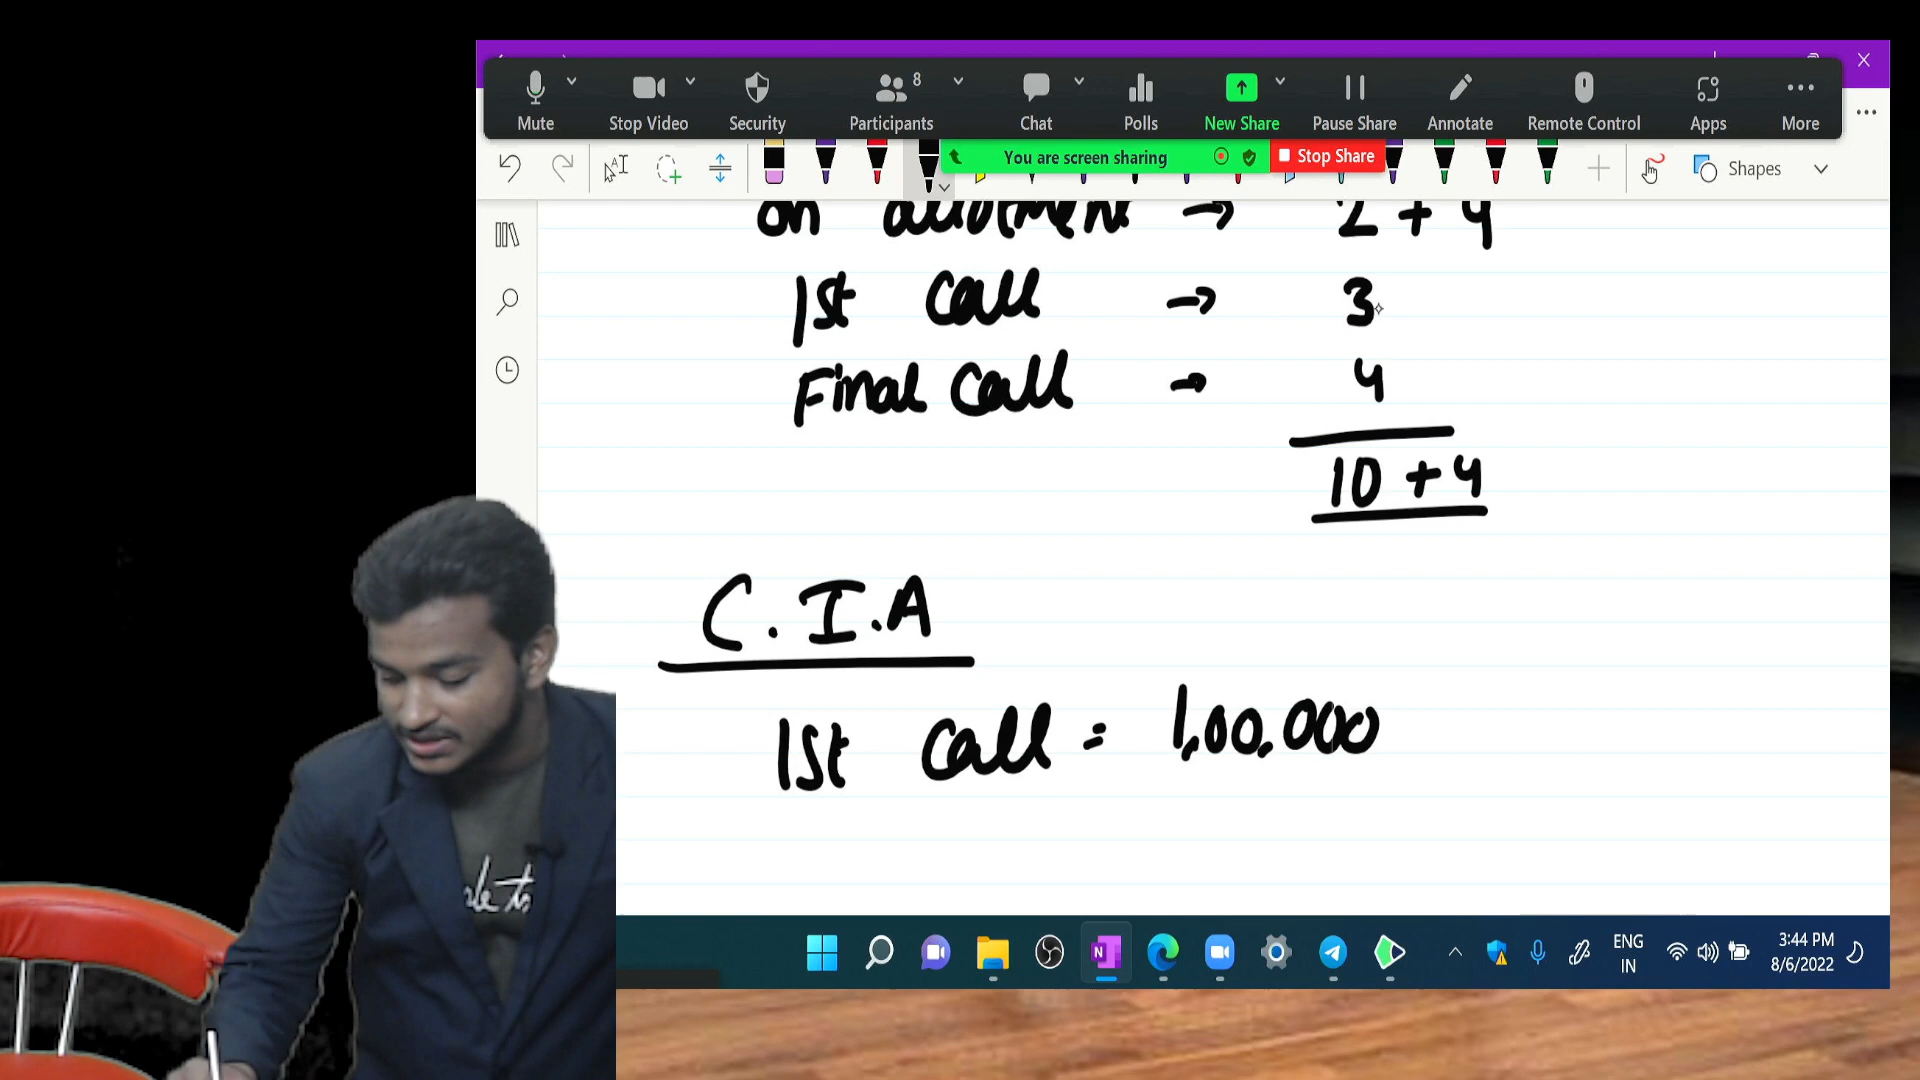 Mute
Stop Video
Security
8
Participants
Chat
Polls
New Share
Pause Share
Annotate
Remote Control
Apps
More
You are screen sharing
Stop Share
Shapes
on allotment → 2 + 4
1st call → 3
Final call → 4
10 + 4
C.I.A
1st call = 1,00,000
ENG
IN
3:44 PM
8/6/2022